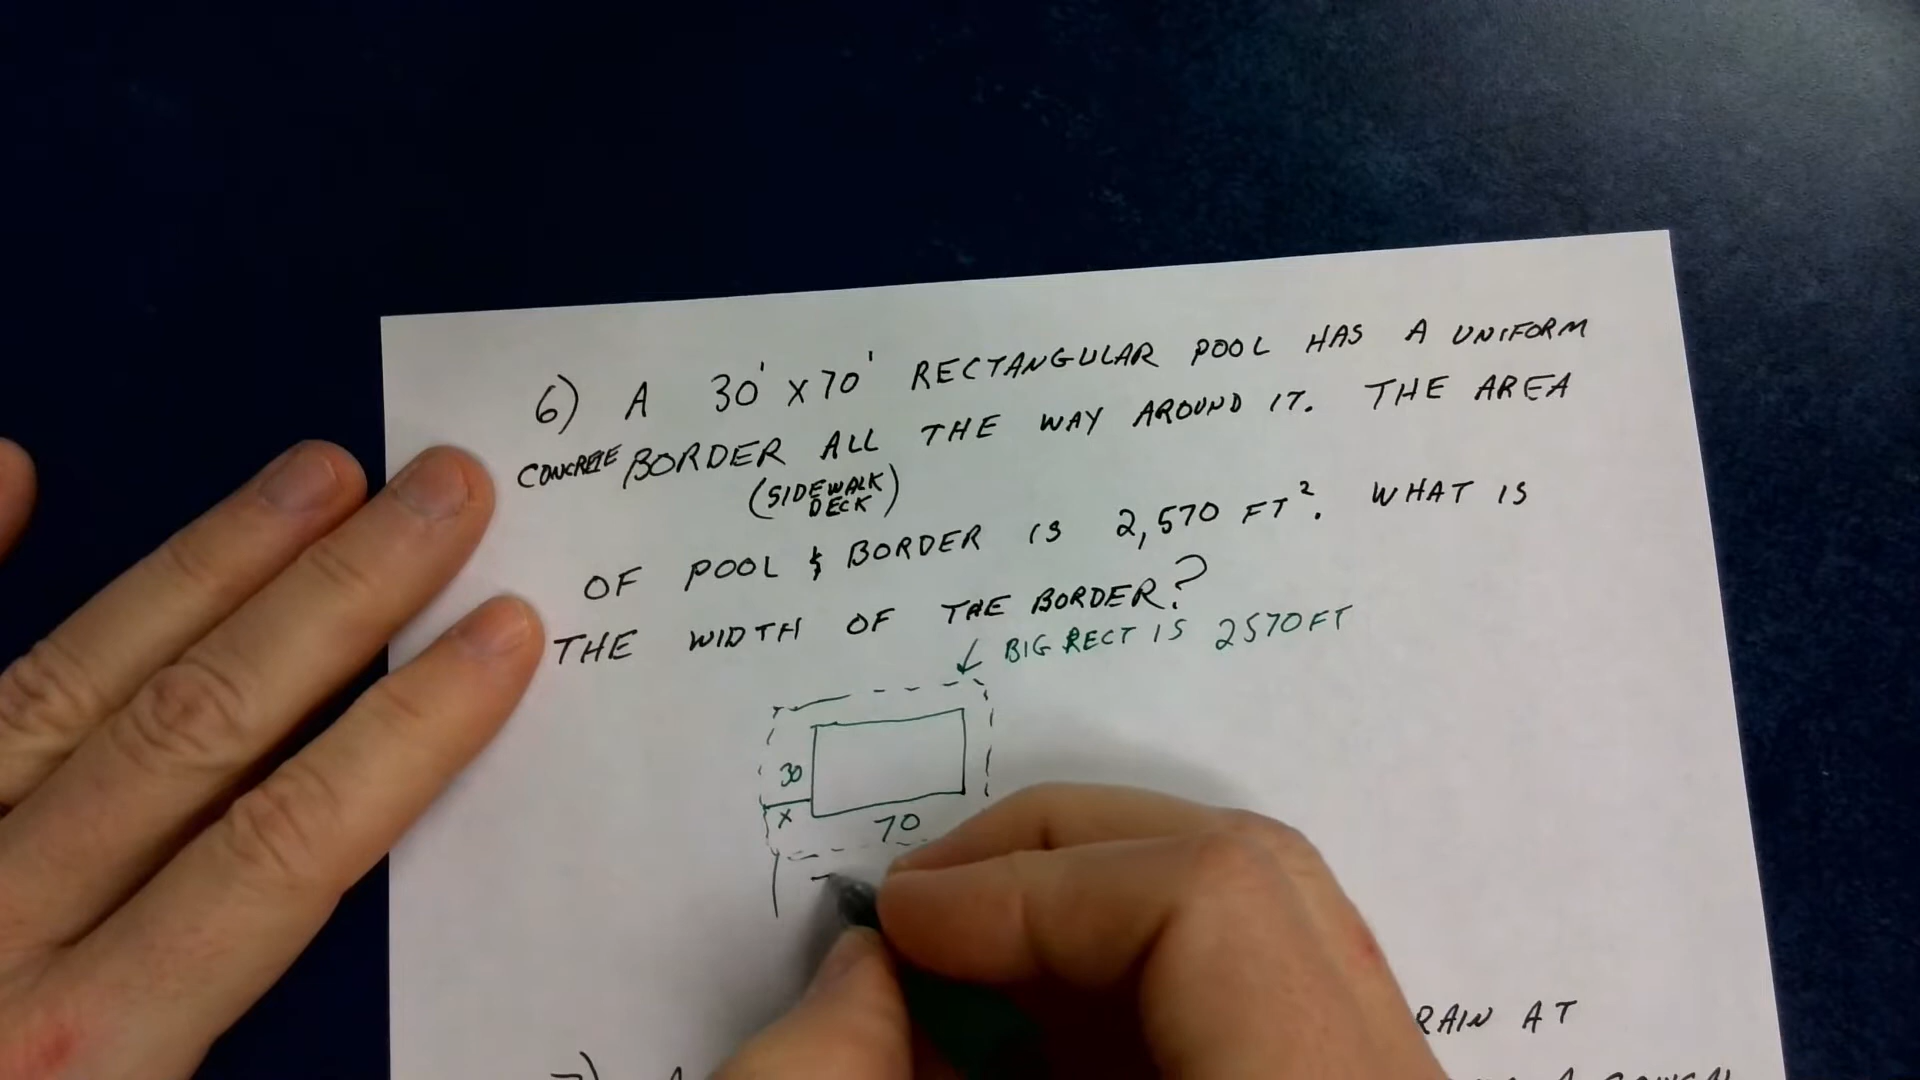 6) A 30' x 70' RECTANGULAR POOL HAS A UNIFORM
CONCRETE BORDER ALL THE WAY AROUND IT. THE AREA
(SIDEWALK
DECK)
OF POOL & BORDER IS 2,570 FT². WHAT IS
THE WIDTH OF THE BORDER?
↙ BIG RECT IS 2570FT
30
x
70
RAIN AT
7) A